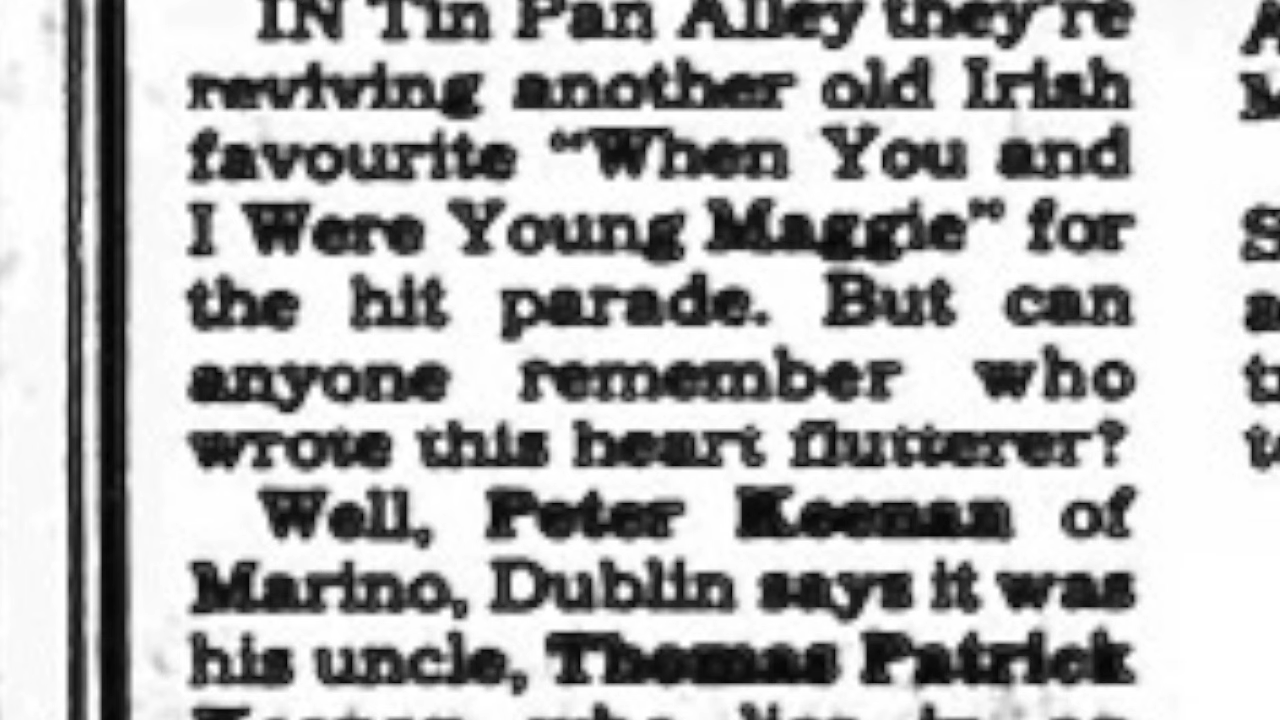 IN Tin Pan Alley they're
reviving another old Irish
favourite "When You and
I Were Young Maggie" for
the hit parade. But can
anyone remember who
wrote this heart flutterer?
Well, Peter Keenan of
Marino, Dublin says it was
his uncle, Thomas Patrick